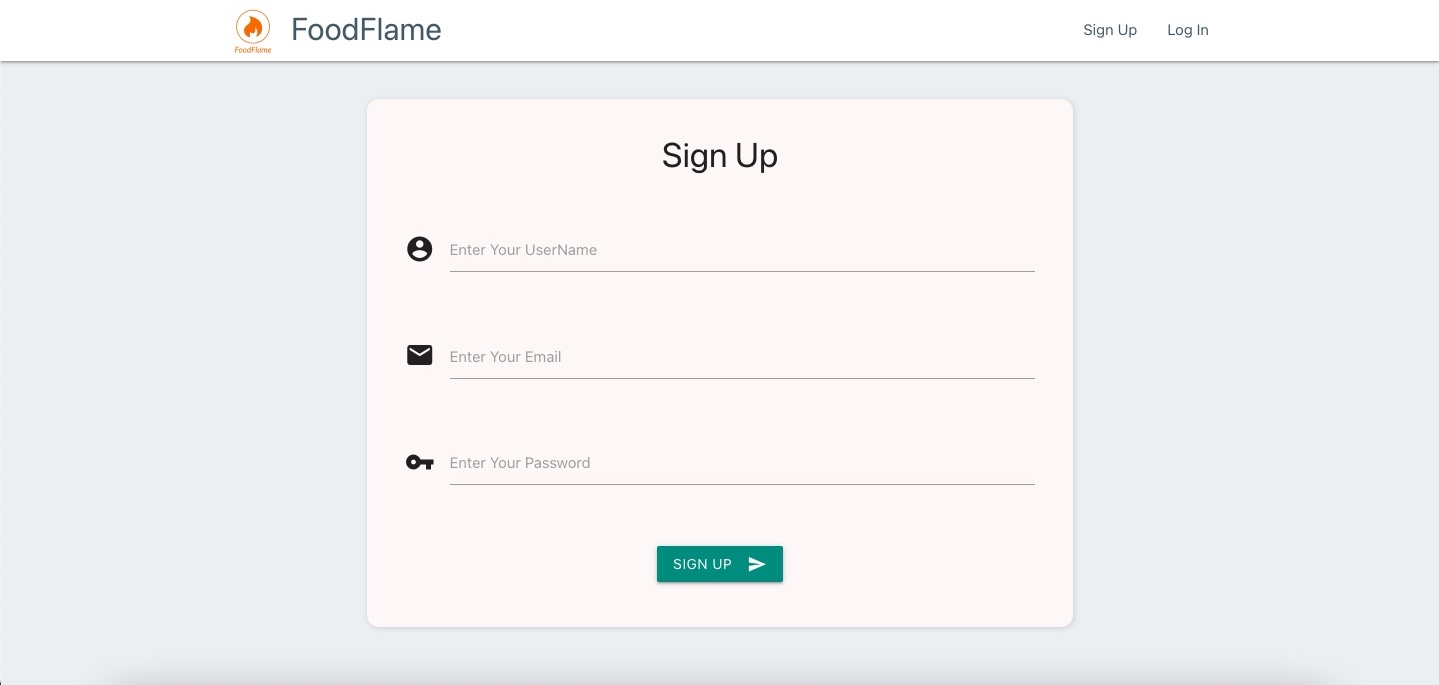 FoodFlame
FoodFlame
Sign Up
Log In
Sign Up
Enter Your UserName
Enter Your Email
Enter Your Password
SIGN UP